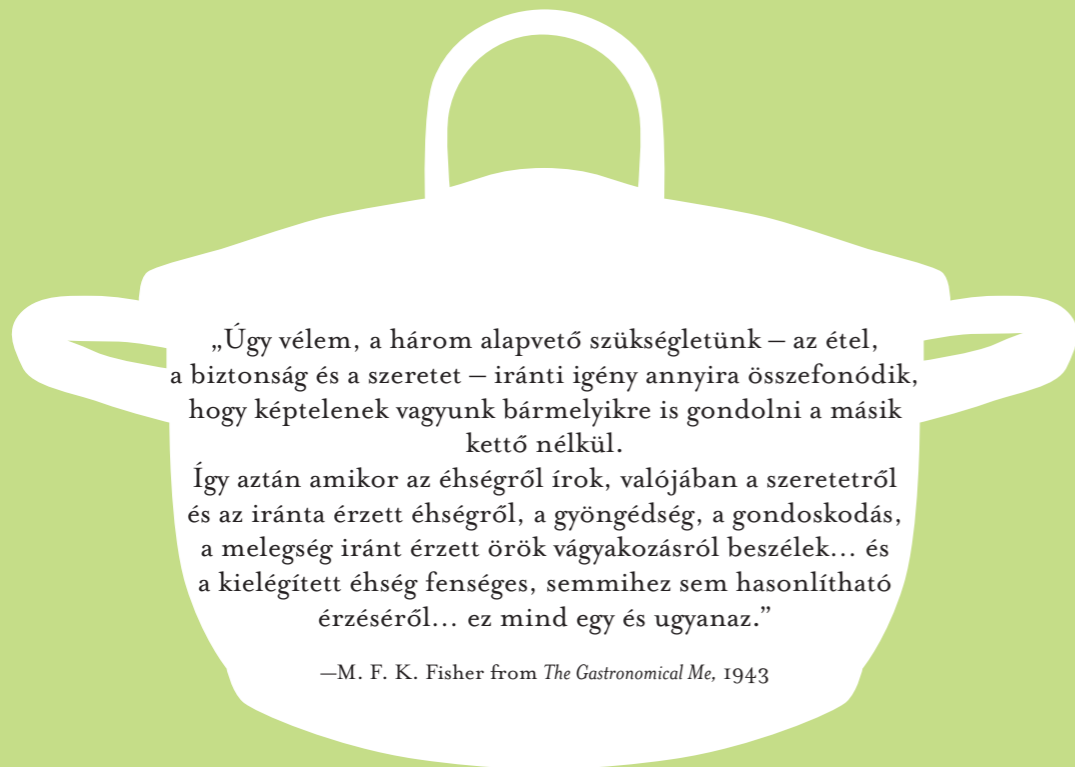 „Úgy vélem, a három alapvető szükségletünk – az étel,
a biztonság és a szeretet – iránti igény annyira összefonódik,
hogy képtelenek vagyunk bármelyikre is gondolni a másik
kettő nélkül.
Így aztán amikor az éhségről írok, valójában a szeretetről
és az iránta érzett éhségről, a gyöngédség, a gondoskodás,
a melegség iránt érzett örök vágyakozásról beszélek... és
a kielégített éhség fenséges, semmihez sem hasonlítható
érzéséről... ez mind egy és ugyanaz.”
—M. F. K. Fisher from The Gastronomical Me, 1943